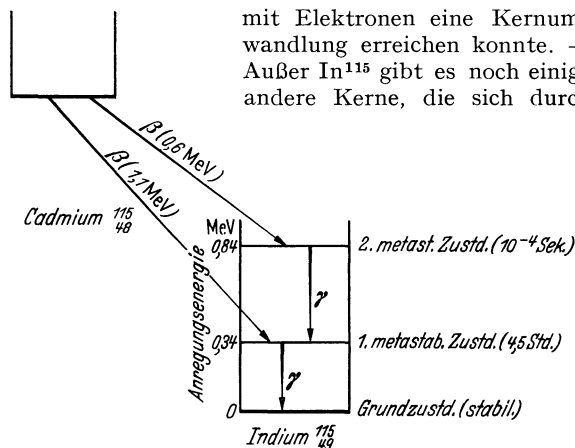 mit Elektronen eine Kernum
wandlung erreichen konnte. –
Außer In¹¹⁵ gibt es noch einig
andere Kerne, die sich durc
β(0,6 MeV)
β(1,1 MeV)
Cadmium ¹¹⁵₄₈
MeV
0,84
2. metast. Zustd. (10⁻⁴ Sek.)
γ
Anregungsenergie
0,34
1. metastab. Zustd. (4,5 Std.)
γ
0
Grundzustd. (stabil.)
Indium ¹¹⁵₄₉